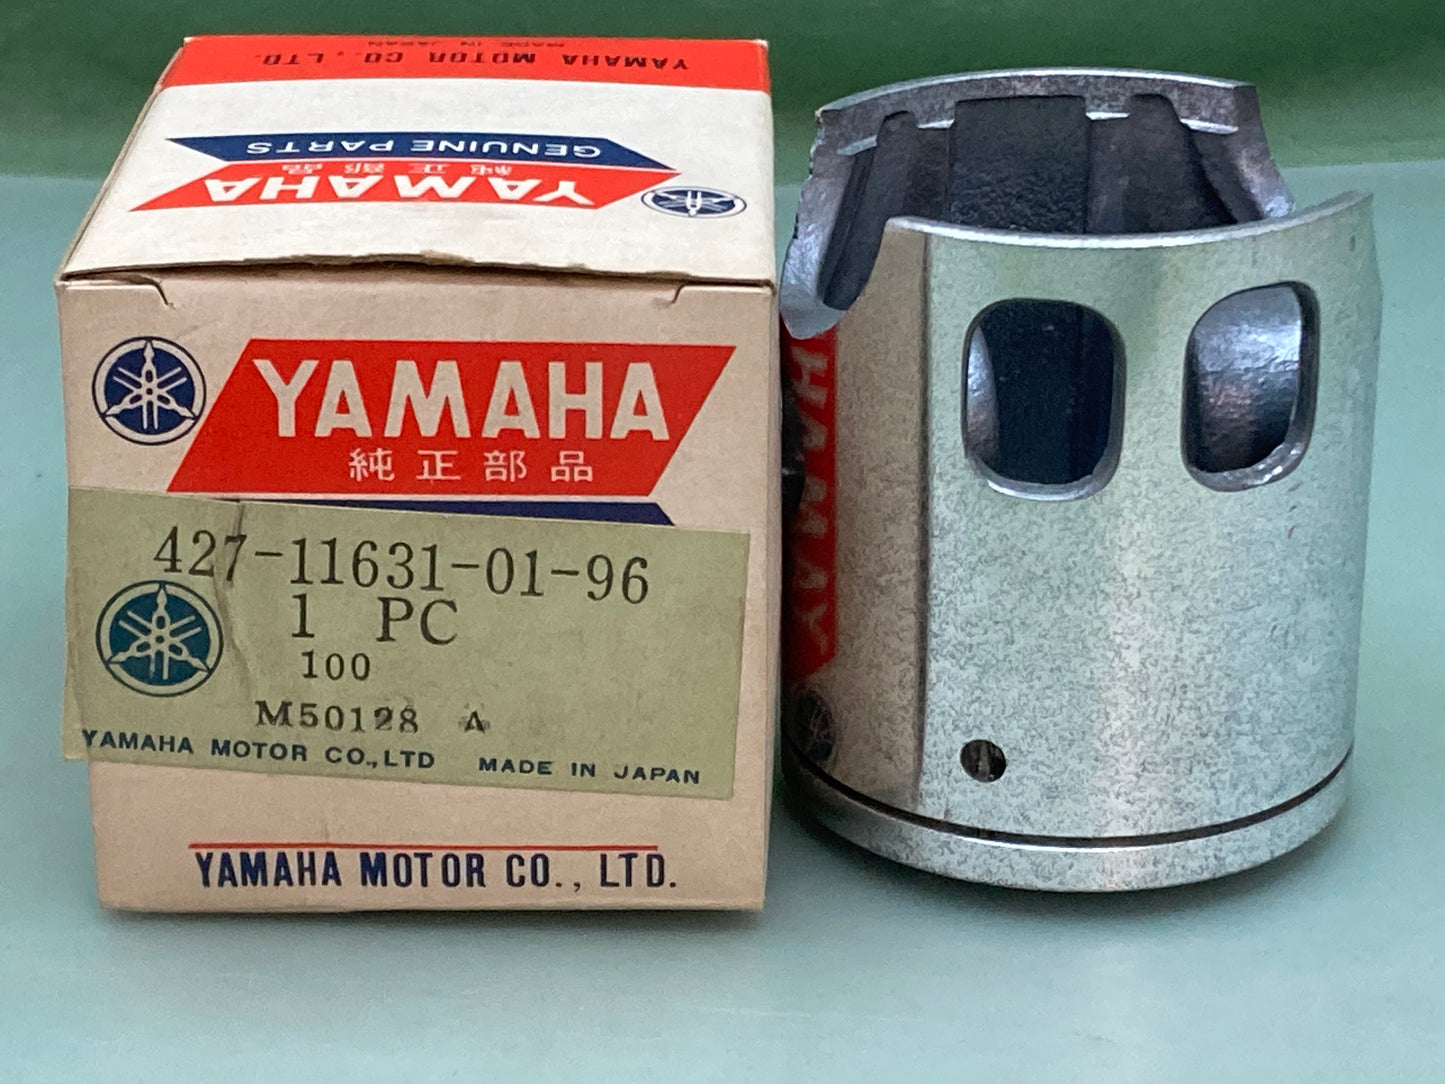 YAMAHA MOTOR CO., LTD.
MADE IN JAPAN
GENUINE PARTS
純正部品
YAMAHA
YAMAHA
純正部品
427-11631-01-96
1 PC
100
M50128 A
YAMAHA MOTOR CO.,LTD MADE IN JAPAN
YAMAHA MOTOR CO., LTD.
YAMAHA